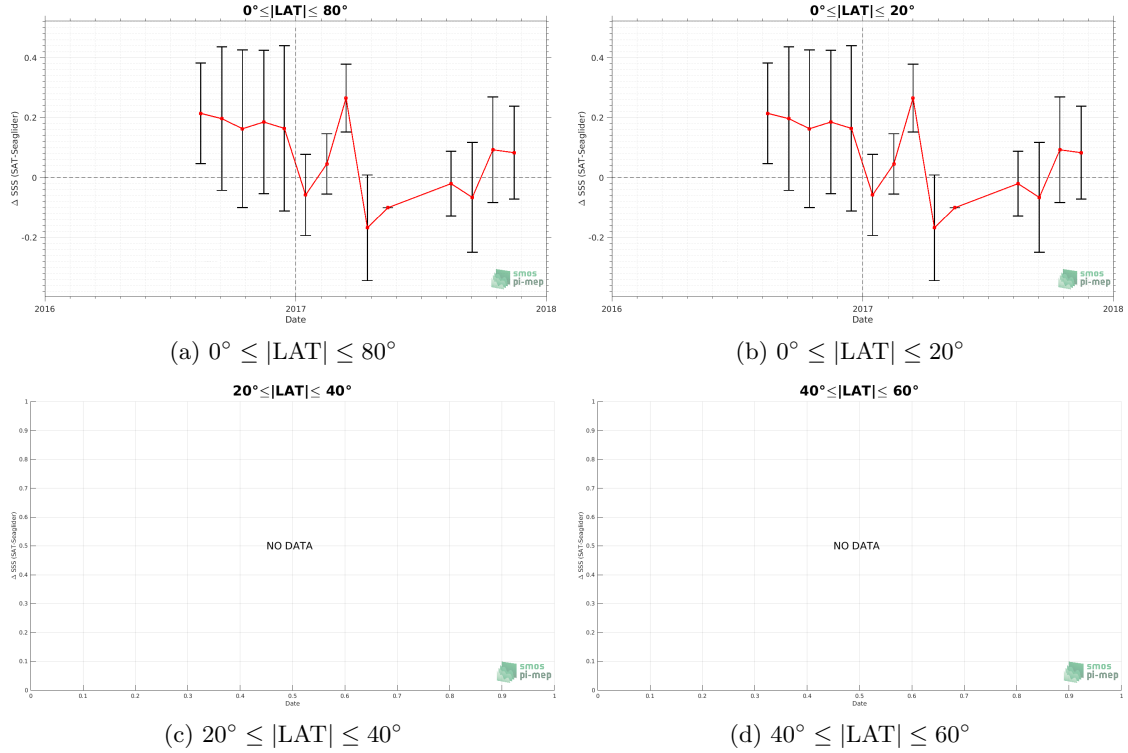 0°≤|LAT|≤ 80°
0.4
0.2
0
-0.2
Δ SSS (SAT-Seaglider)
2016
2017
2018
Date
smos
pi-mep
(a) 0° ≤ |LAT| ≤ 80°
0°≤|LAT|≤ 20°
0.4
0.2
0
-0.2
Δ SSS (SAT-Seaglider)
2016
2017
2018
Date
smos
pi-mep
(b) 0° ≤ |LAT| ≤ 20°
20°≤|LAT|≤ 40°
1
0.9
0.8
0.7
0.6
0.5
0.4
0.3
0.2
0.1
0
Δ SSS (SAT-Seaglider)
NO DATA
0
0.1
0.2
0.3
0.4
0.5
0.6
0.7
0.8
0.9
1
Date
smos
pi-mep
(c) 20° ≤ |LAT| ≤ 40°
40°≤|LAT|≤ 60°
1
0.9
0.8
0.7
0.6
0.5
0.4
0.3
0.2
0.1
0
Δ SSS (SAT-Seaglider)
NO DATA
0
0.1
0.2
0.3
0.4
0.5
0.6
0.7
0.8
0.9
1
Date
smos
pi-mep
(d) 40° ≤ |LAT| ≤ 60°